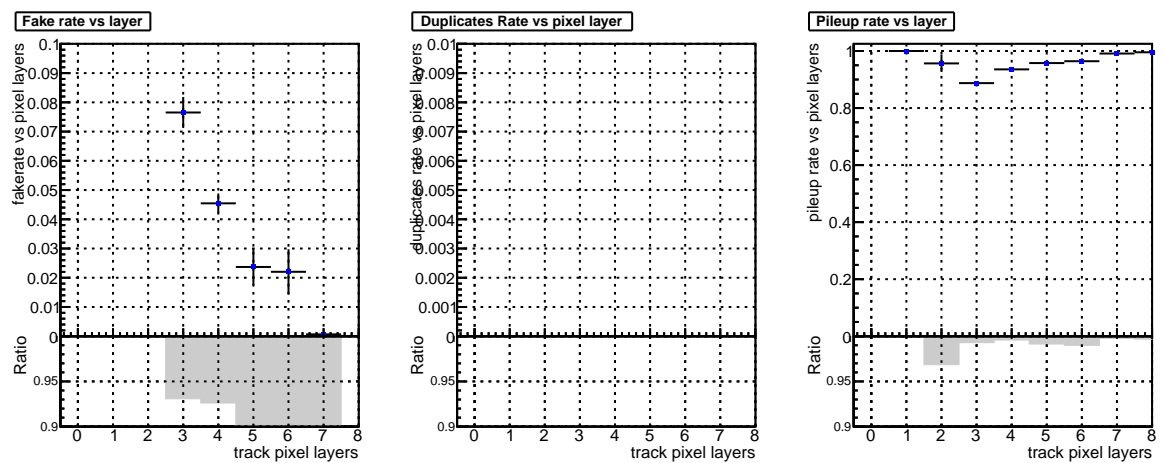 Fake rate vs layer
fakerate vs pixel layers
0.1
0.09
0.08
0.07
0.06
0.05
0.04
0.03
0.02
0.01
0
Ratio
0.95
0.9
0 1 2 3 4 5 6 7 8
track pixel layers
Duplicates Rate vs pixel layer
duplicates rate vs pixel layers
0.01
0.009
0.008
0.007
0.006
0.005
0.004
0.003
0.002
0.001
0
Ratio
0.95
0.9
0 1 2 3 4 5 6 7 8
track pixel layers
Pileup rate vs layer
pileup rate vs pixel layers
1
0.8
0.6
0.4
0.2
0
Ratio
0.95
0.9
0 1 2 3 4 5 6 7 8
track pixel layers